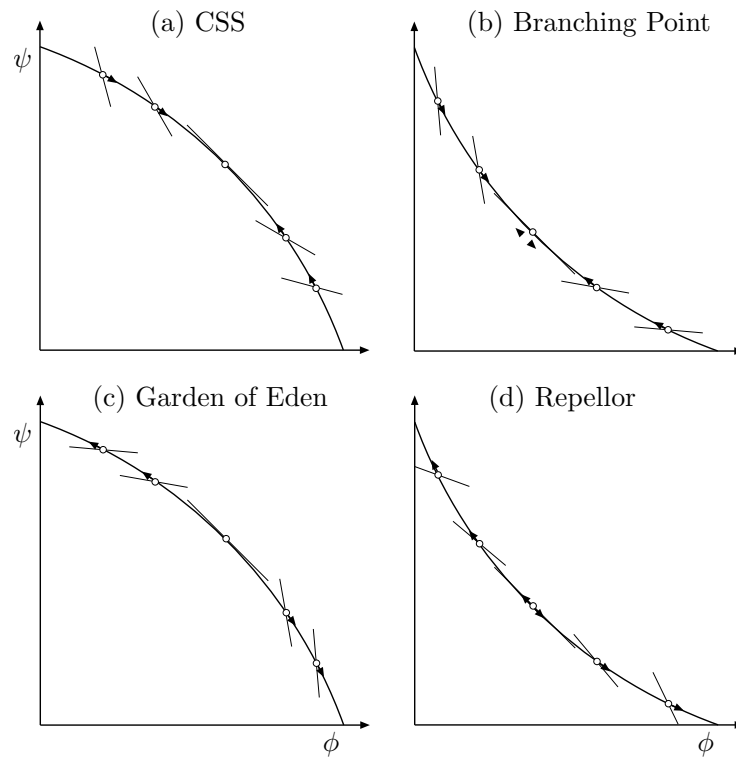 (a) CSS
(b) Branching Point
ψ
(c) Garden of Eden
(d) Repellor
ψ
ϕ
ϕ